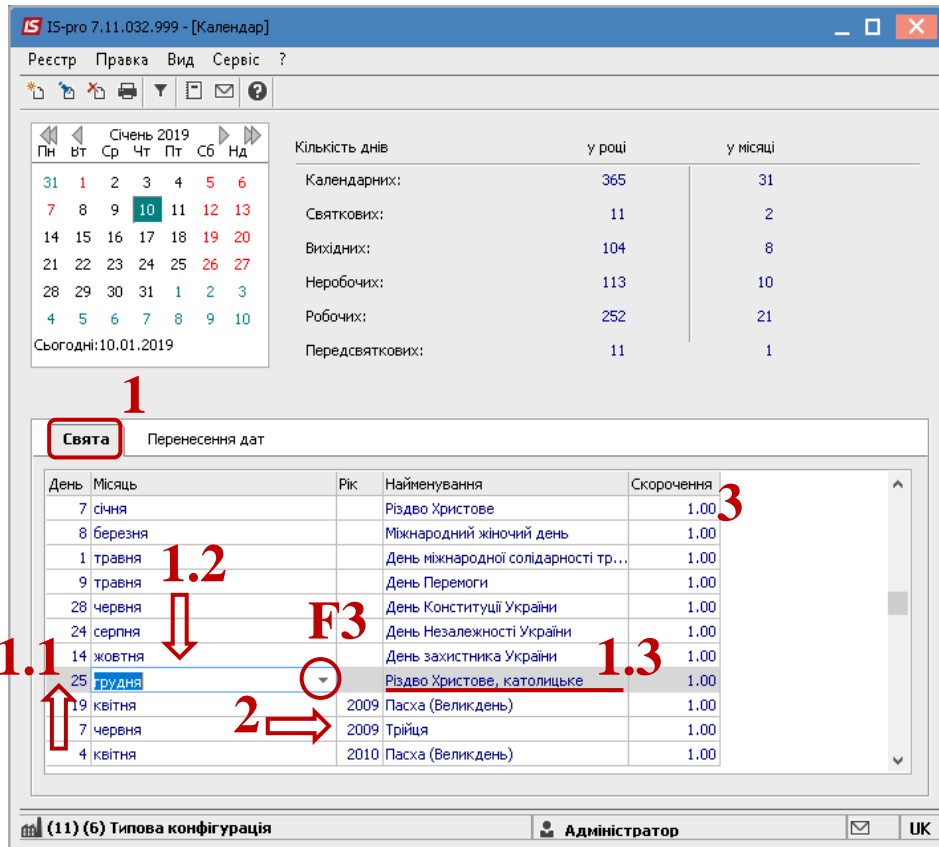 IS-pro 7.11.032.999 - [Календар]
Реєстр Правка Вид Сервіс ?
Січень 2019
Пн Вт Ср Чт Пт Сб Нд
31 1 2 3 4 5 6
7 8 9 10 11 12 13
14 15 16 17 18 19 20
21 22 23 24 25 26 27
28 29 30 31 1 2 3
4 5 6 7 8 9 10
Сьогодні:10.01.2019
Кількість днів у році у місяці
Календарних: 365 31
Святкових: 11 2
Вихідних: 104 8
Неробочих: 113 10
Робочих: 252 21
Передсвяткових: 11 1
1
Свята Перенесення дат
День Місяць Рік Найменування Скорочення
7 січня Різдво Христове 1.00
3
8 березня Міжнародний жіночий день 1.00
1 травня День міжнародної солідарності тр... 1.00
1.2
9 травня День Перемоги 1.00
28 червня День Конституції України 1.00
F3
24 серпня День Незалежності України 1.00
14 жовтня День захистника України 1.00
1.1
1.3
25 грудня Різдво Христове, католицьке 1.00
19 квітня 2009 Пасха (Великдень) 1.00
2
7 червня 2009 Трійця 1.00
4 квітня 2010 Пасха (Великдень) 1.00
(11) (6) Типова конфігурація Адміністратор UK